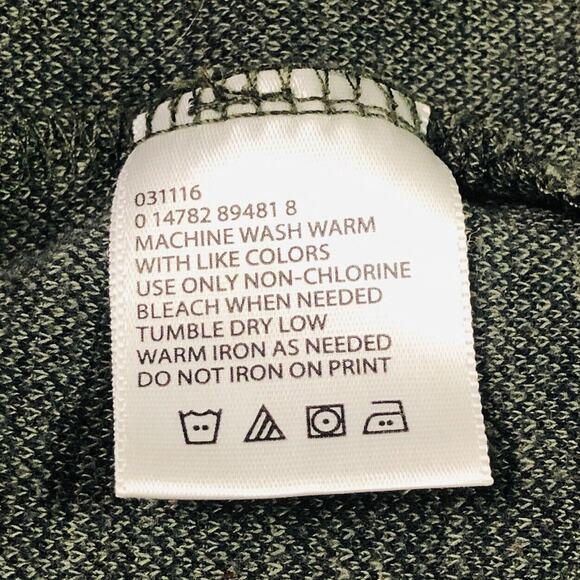 031116
0 14782 89481 8
MACHINE WASH WARM
WITH LIKE COLORS
USE ONLY NON-CHLORINE
BLEACH WHEN NEEDED
TUMBLE DRY LOW
WARM IRON AS NEEDED
DO NOT IRON ON PRINT